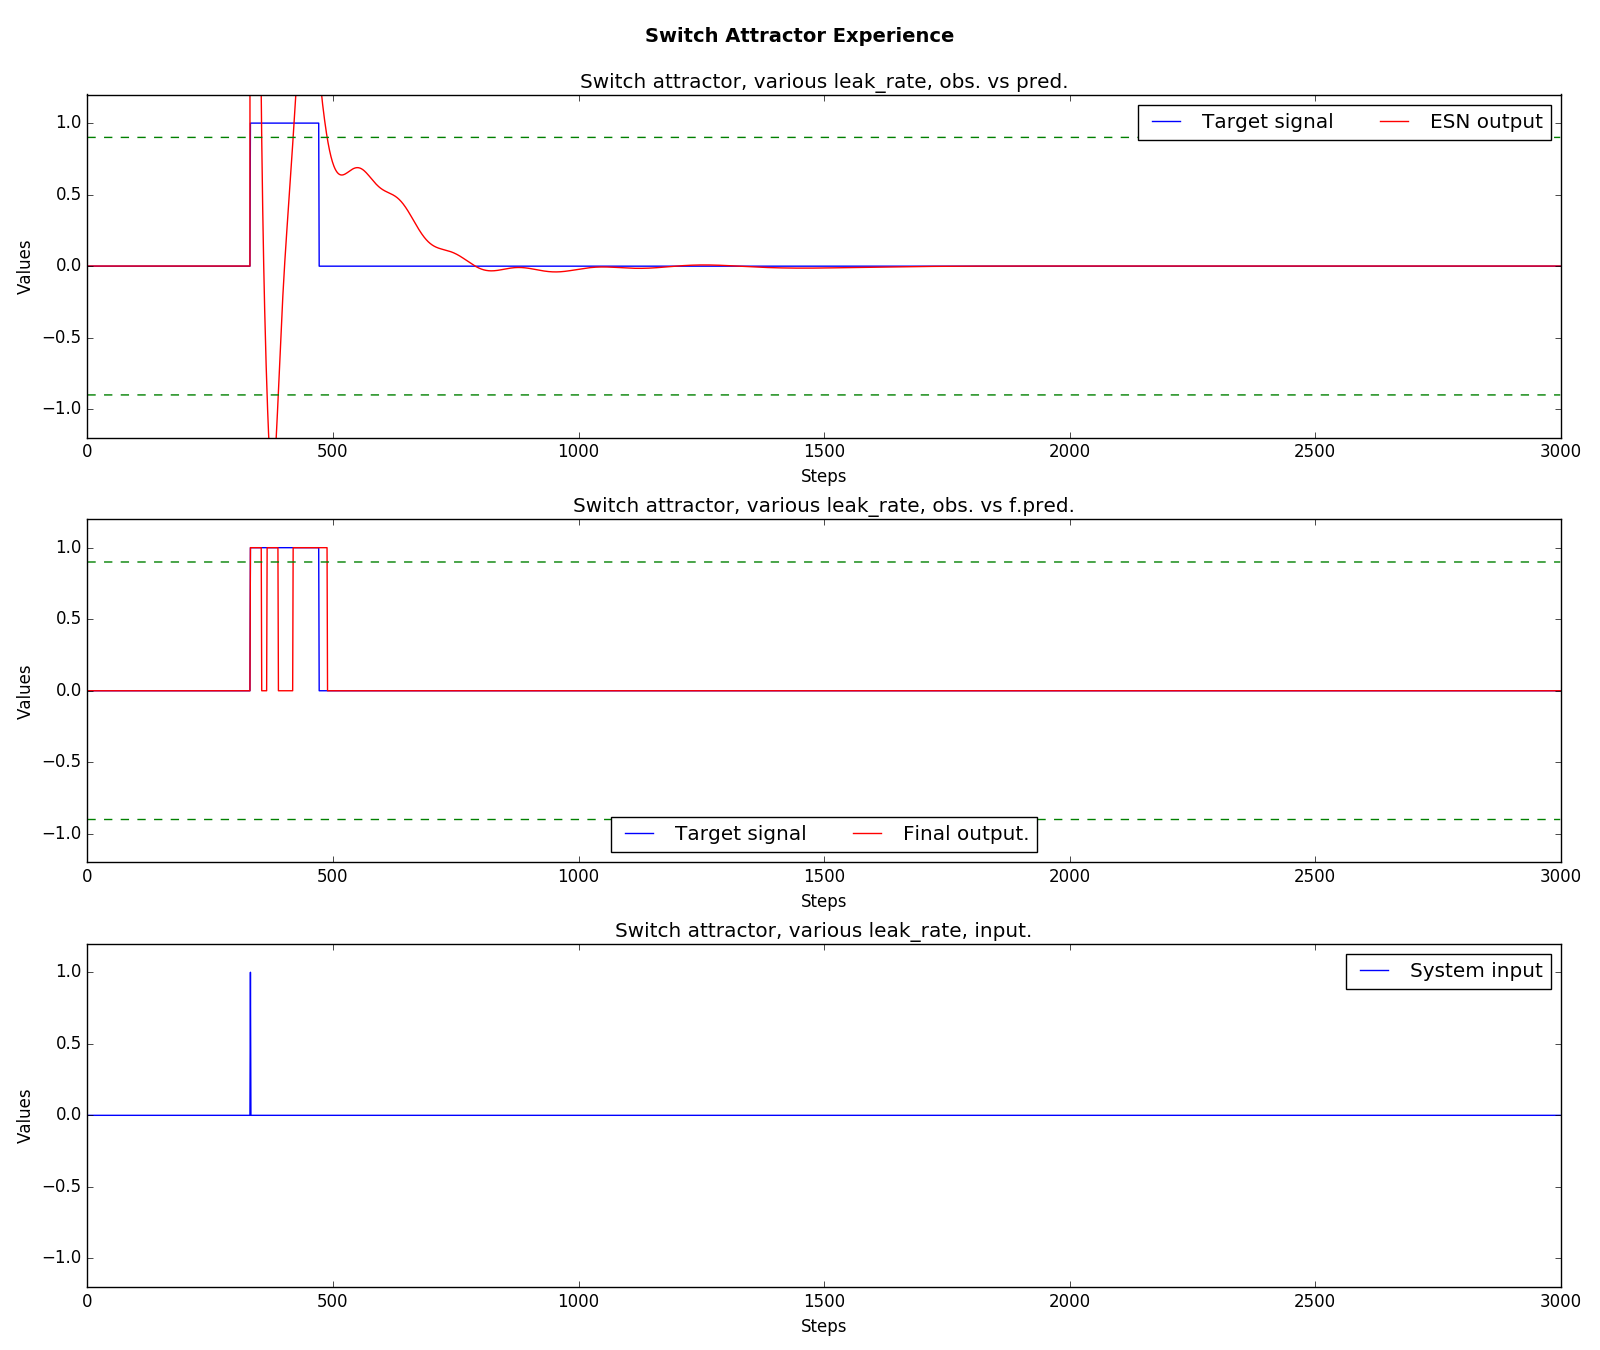 Switch Attractor Experience
Switch attractor, various leak_rate, obs. vs pred.
Target signal ESN output
Values
1.0
0.5
0.0
−0.5
−1.0
0 500 1000 1500 2000 2500 3000
Steps
Switch attractor, various leak_rate, obs. vs f.pred.
Values
1.0
0.5
0.0
−0.5
−1.0
Target signal Final output.
0 500 1000 1500 2000 2500 3000
Steps
Switch attractor, various leak_rate, input.
System input
Values
1.0
0.5
0.0
−0.5
−1.0
0 500 1000 1500 2000 2500 3000
Steps